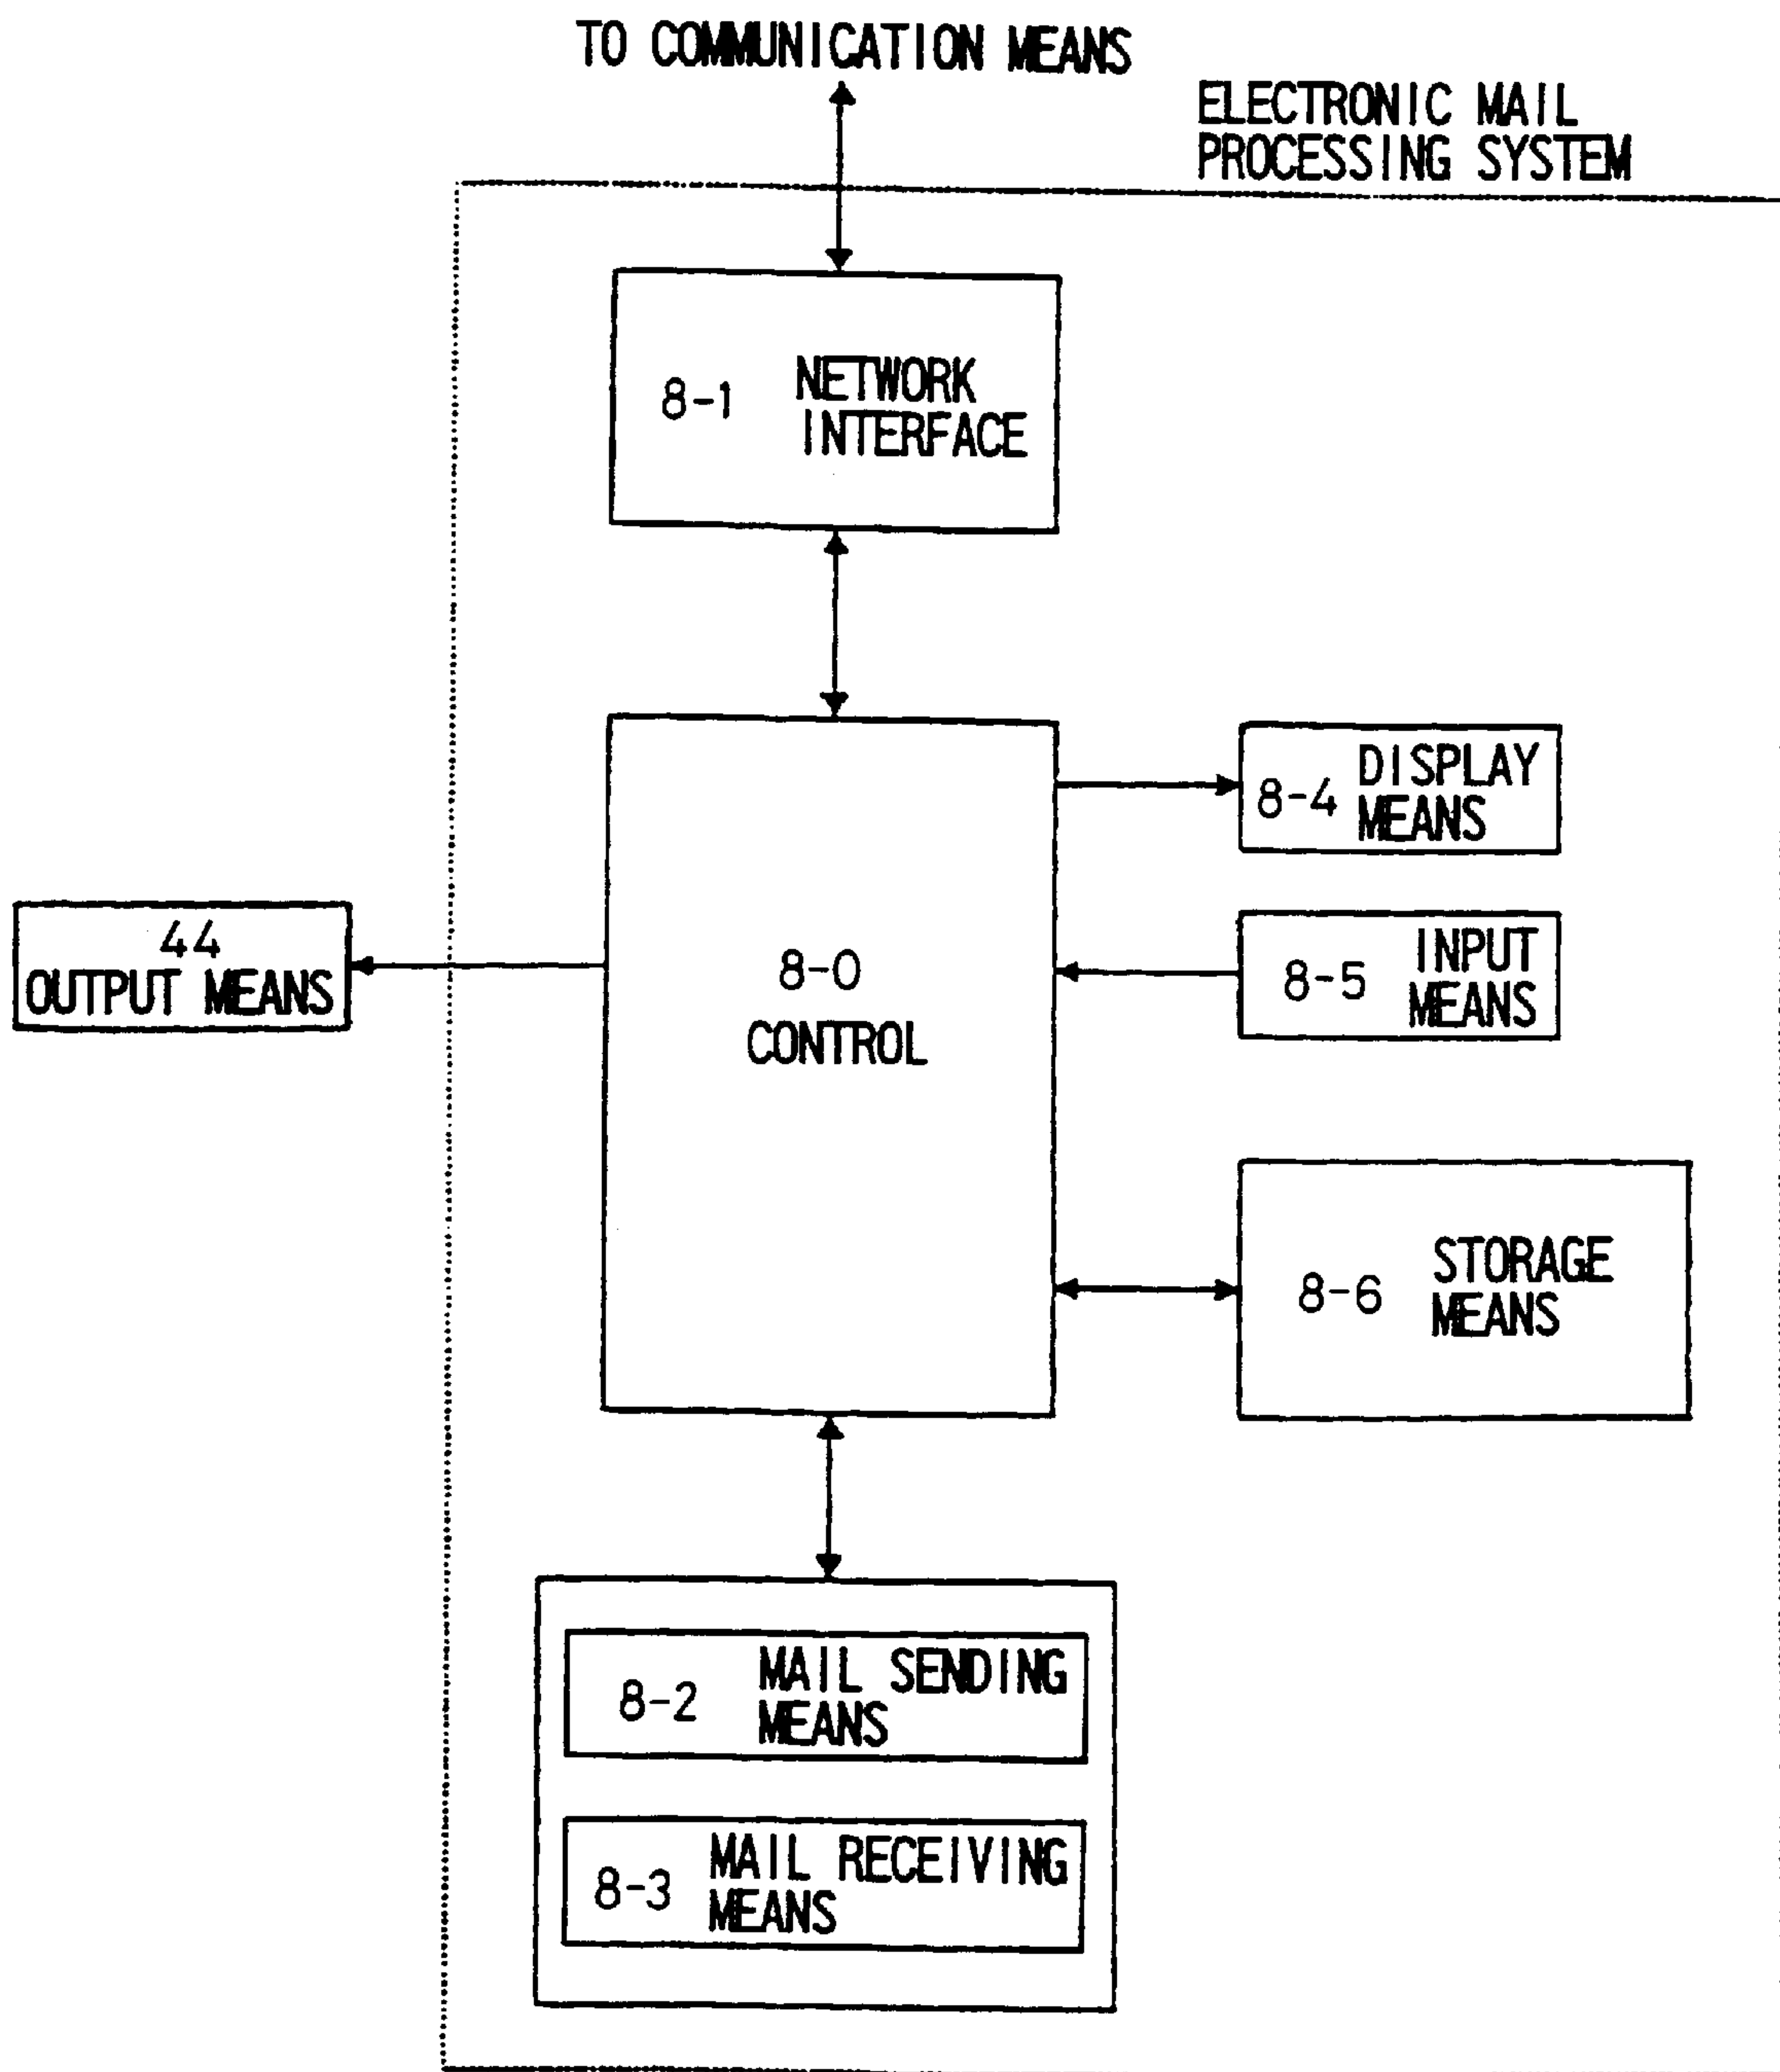 TO COMMUNICATION MEANS
ELECTRONIC MAIL
PROCESSING SYSTEM
8-1 NETWORK
INTERFACE
8-4 DISPLAY
MEANS
44
OUTPUT MEANS
8-0
CONTROL
8-5 INPUT
MEANS
8-6 STORAGE
MEANS
8-2 MAIL SENDING
MEANS
8-3 MAIL RECEIVING
MEANS